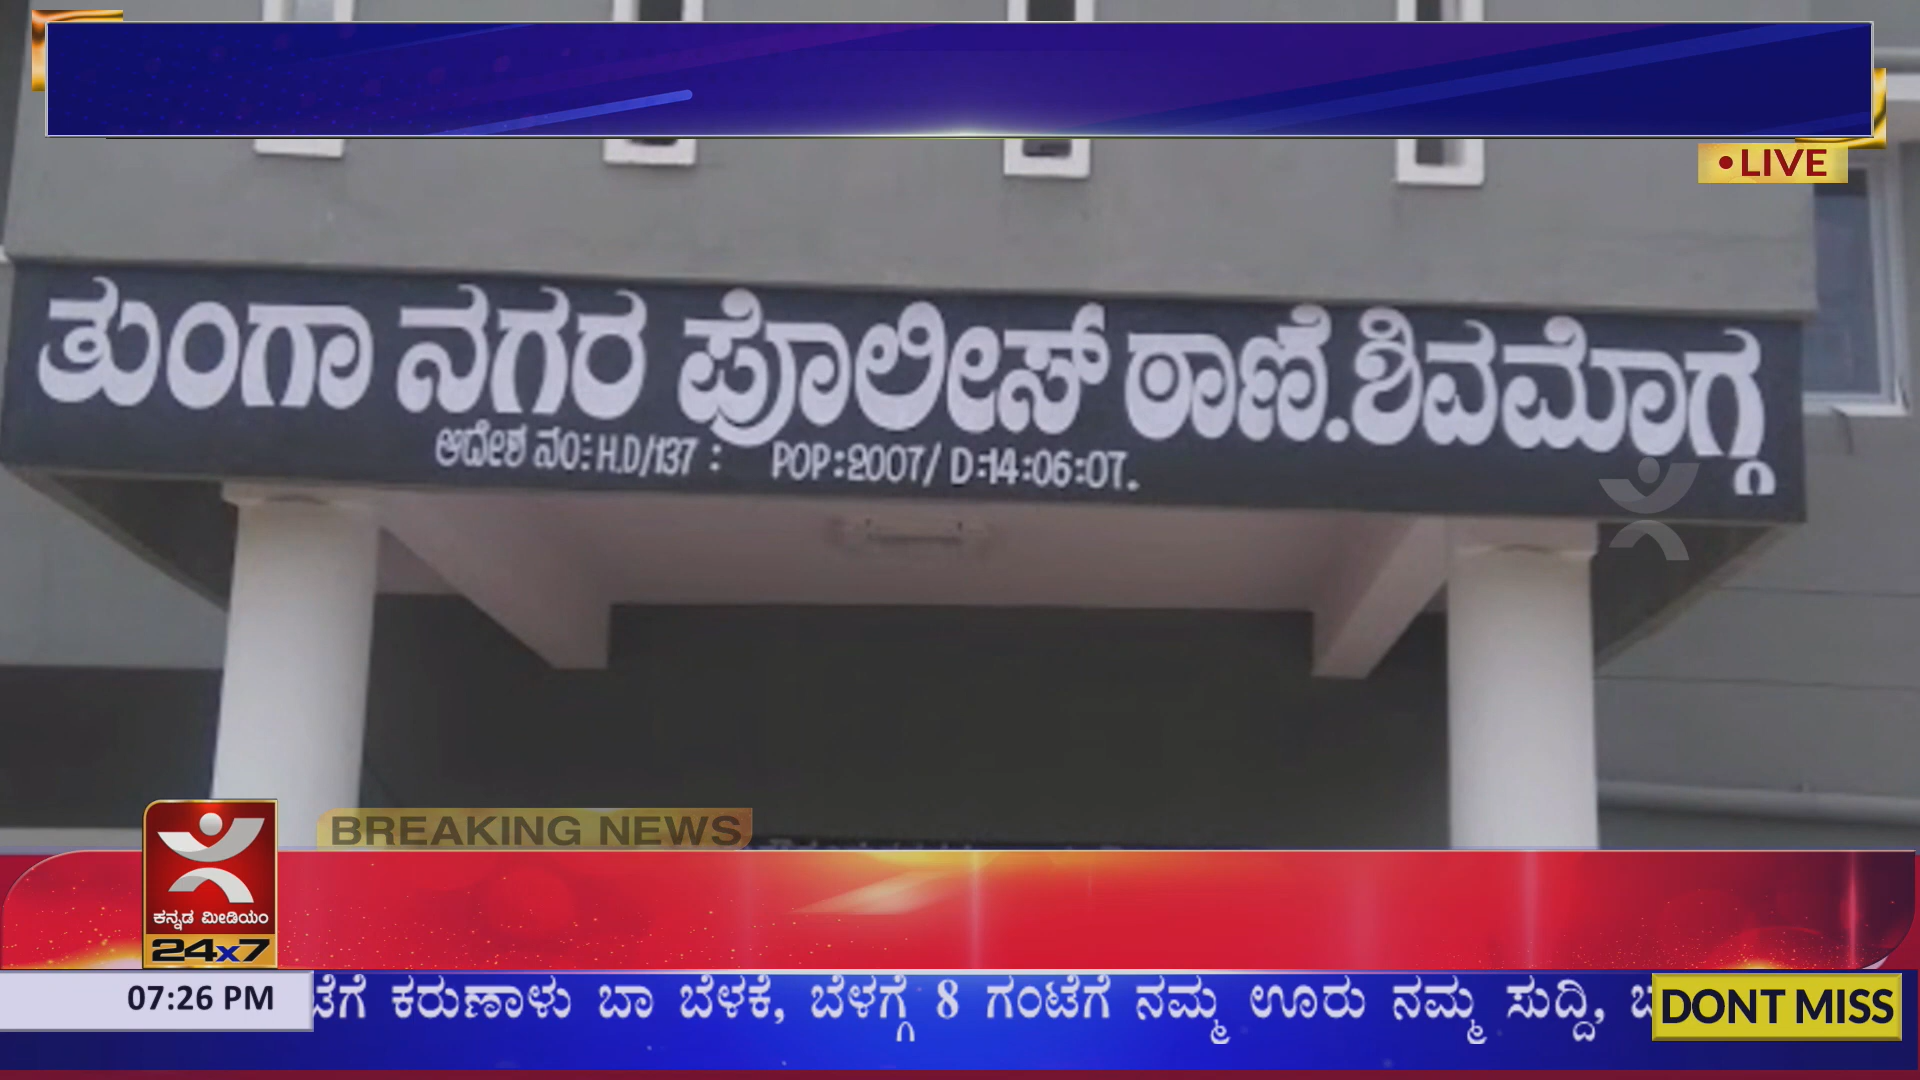 • LIVE
ತುಂಗಾ ನಗರ ಪೊಲೀಸ್ ಠಾಣೆ. ಶಿವಮೊಗ್ಗ
ಆದೇಶ ನಂ:- H.D/137 : POP:2007/ D:-14:06:07.
BREAKING NEWS
ಕನ್ನಡ ಮೀಡಿಯಂ
24x7
07:26 PM
ಟೆಗೆ ಕರುಣಾಳು ಬಾ ಬೆಳಕೆ, ಬೆಳಗ್ಗೆ 8 ಗಂಟೆಗೆ ನಮ್ಮ ಊರು ನಮ್ಮ ಸುದ್ದಿ,
DONT MISS